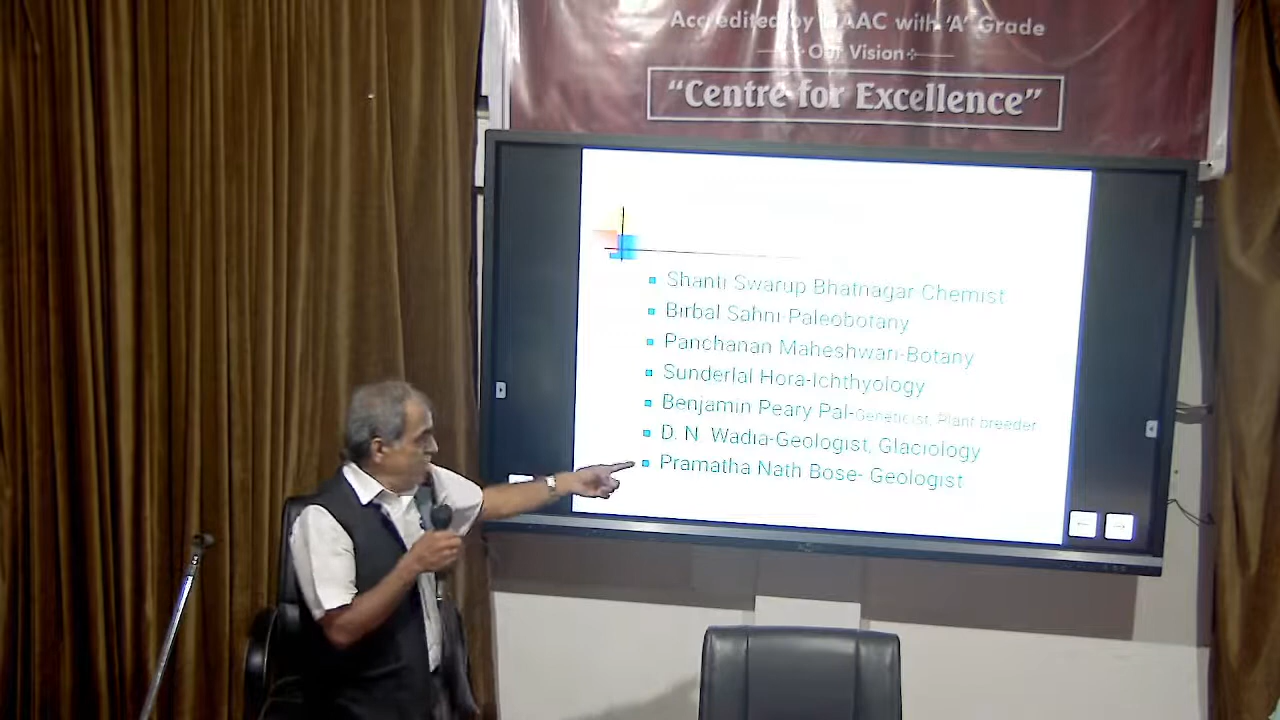 Accredited by NAAC with 'A' Grade
Our Vision
"Centre for Excellence"
Shanti Swarup Bhatnagar-Chemist
Birbal Sahni-Paleobotany
Panchanan Maheshwari-Botany
Sunderlal Hora-Ichthyology
Benjamin Peary Pal-Geneticist, Plant breeder
D. N. Wadia-Geologist, Glaciology
Pramatha Nath Bose- Geologist